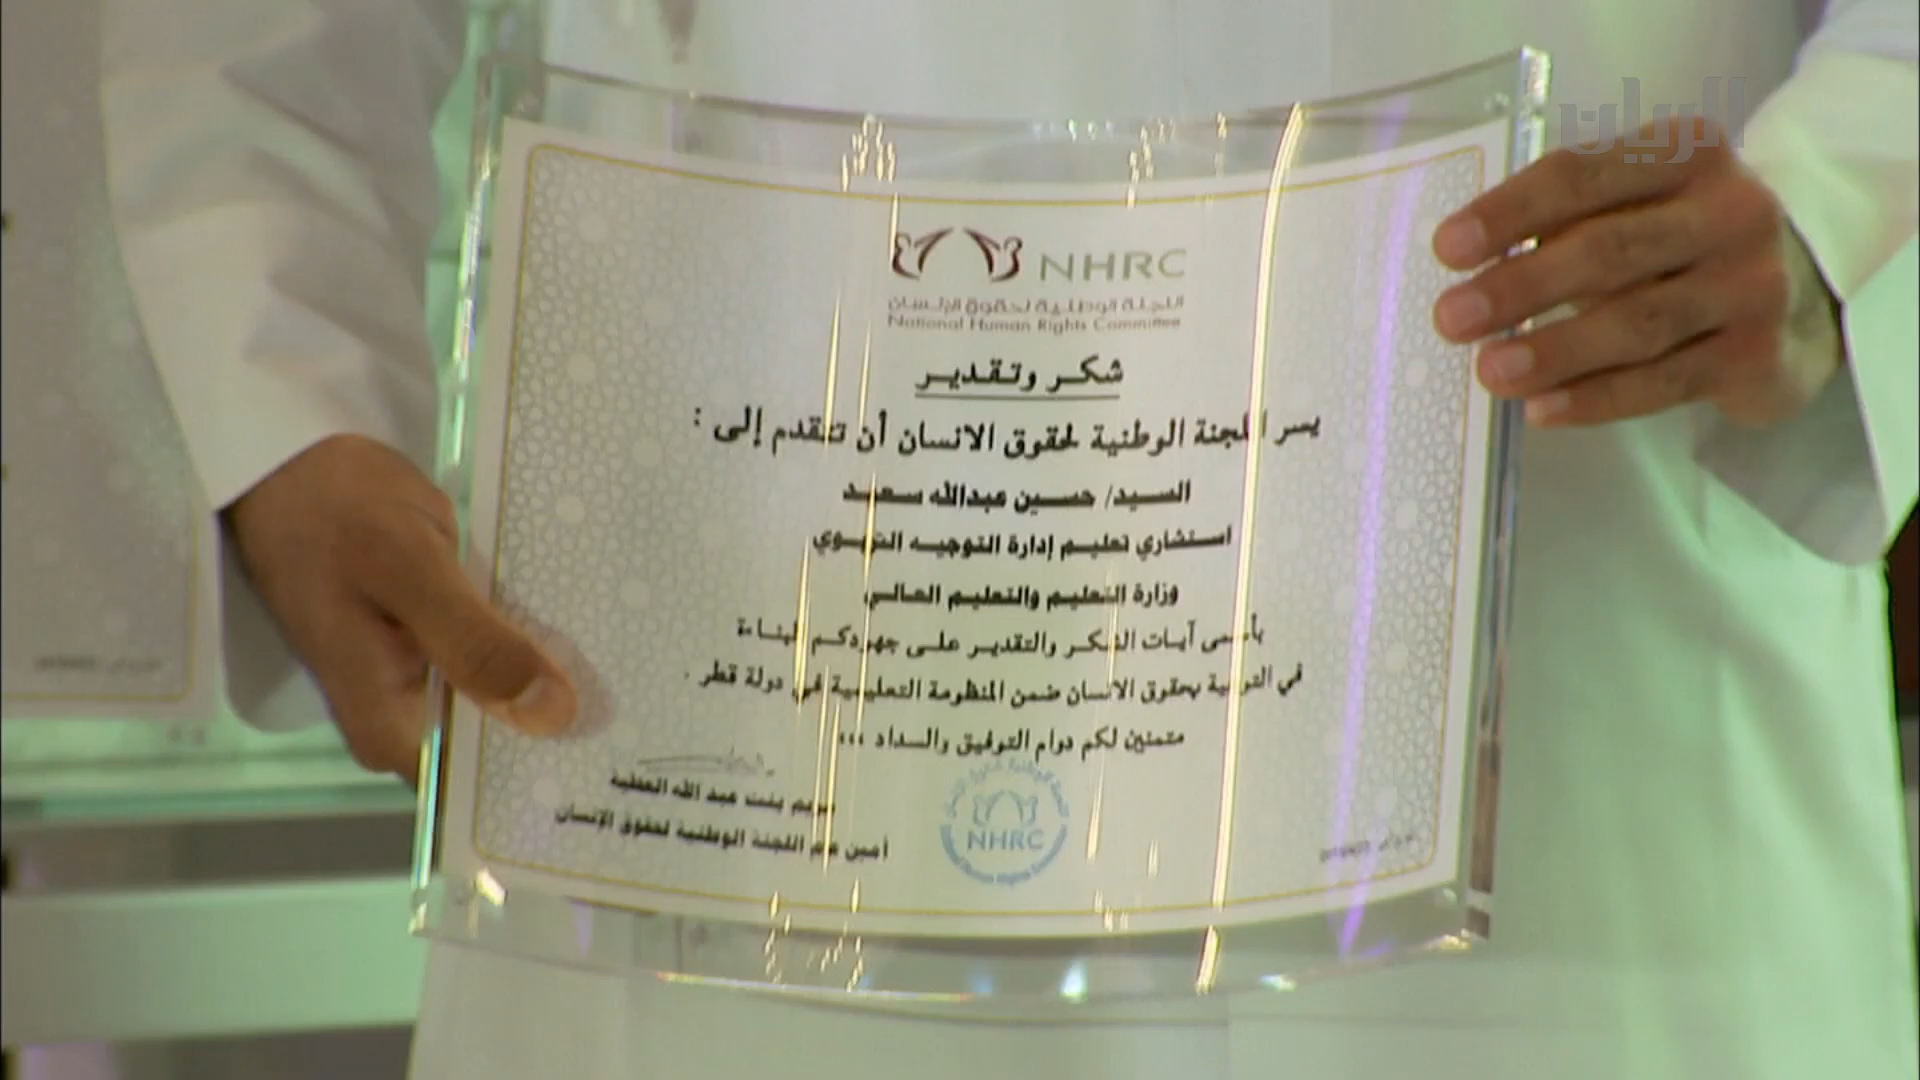 الريان
NHRC
اللجنة الوطنية لحقوق الإنسان
National Human Rights Committee
شكر وتقدير
يسر اللجنة الوطنية لحقوق الانسان أن تتقدم إلى :
السيد/ حسين عبدالله سعيد
استشاري تعليم إدارة التوجيه التربوي
وزارة التعليم والتعليم العالي
بأسمى آيات الشكر والتقدير على جهودكم البناءة
في التوعية بحقوق الانسان ضمن المنظومة التعليمية في دولة قطر .
متمنين لكم دوام التوفيق والسداد ،،،
مريم بنت عبد الله العطية
أمين عام اللجنة الوطنية لحقوق الإنسان
NHRC